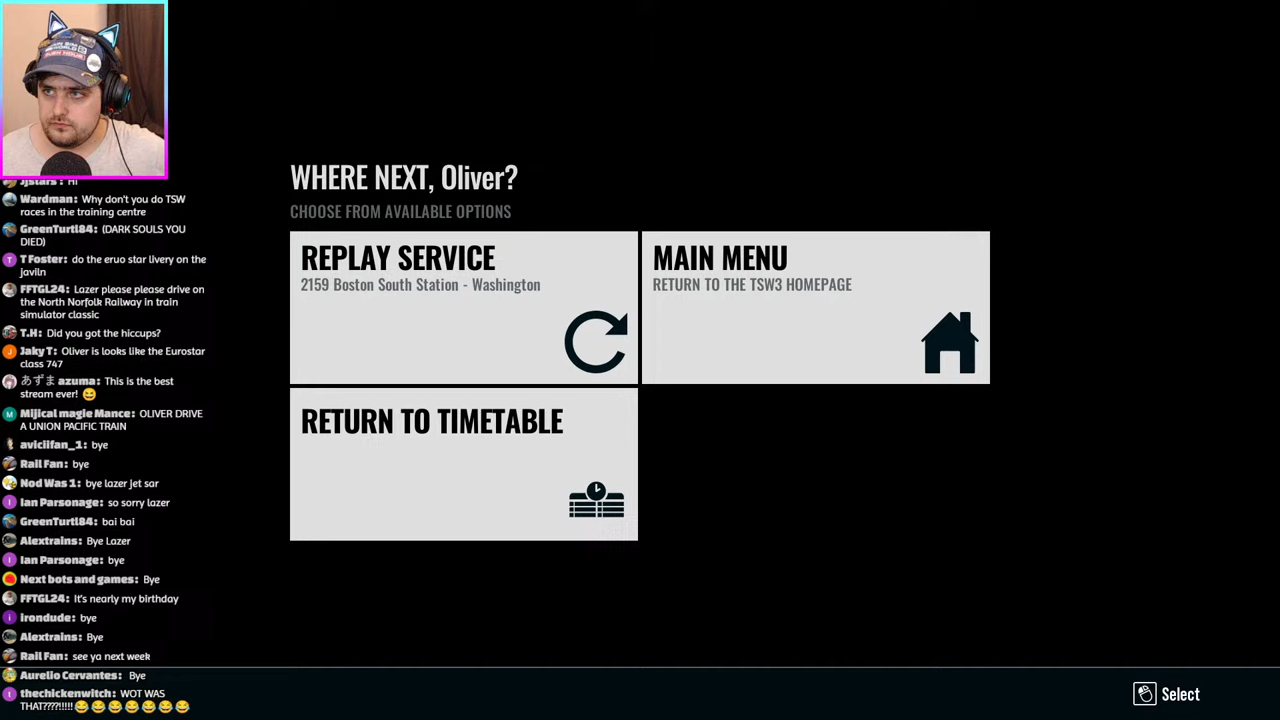 Jjstars: Hi
Wardman: Why don't you do TSW
races in the training centre
GreenTurtl84: (DARK SOULS YOU
DIED)
T Foster: do the eruo star livery on the
javiln
FFTGL24: Lazer please please drive on
the North Norfolk Railway in train
simulator classic
T.H: Did you got the hiccups?
Jaky T: Oliver is looks like the Eurostar
class 747
あずま azuma: This is the best
stream ever! 😆
Mijical magie Mance: OLIVER DRIVE
A UNION PACIFIC TRAIN
aviciifan_1: bye
Rail Fan: bye
Nod Was 1: bye lazer jet sar
Ian Parsonage: so sorry lazer
GreenTurtl84: bai bai
Alextrains: Bye Lazer
Ian Parsonage: bye
Next bots and games: Bye
FFTGL24: It's nearly my birthday
irondude: bye
Alextrains: Bye
Rail Fan: see ya next week
Aurelio Cervantes: Bye
thechickenwitch: WOT WAS
THAT????!!!!!😂😂😂😂😂😂
WHERE NEXT, Oliver?
CHOOSE FROM AVAILABLE OPTIONS
REPLAY SERVICE
2159 Boston South Station - Washington
MAIN MENU
RETURN TO THE TSW3 HOMEPAGE
RETURN TO TIMETABLE
Select